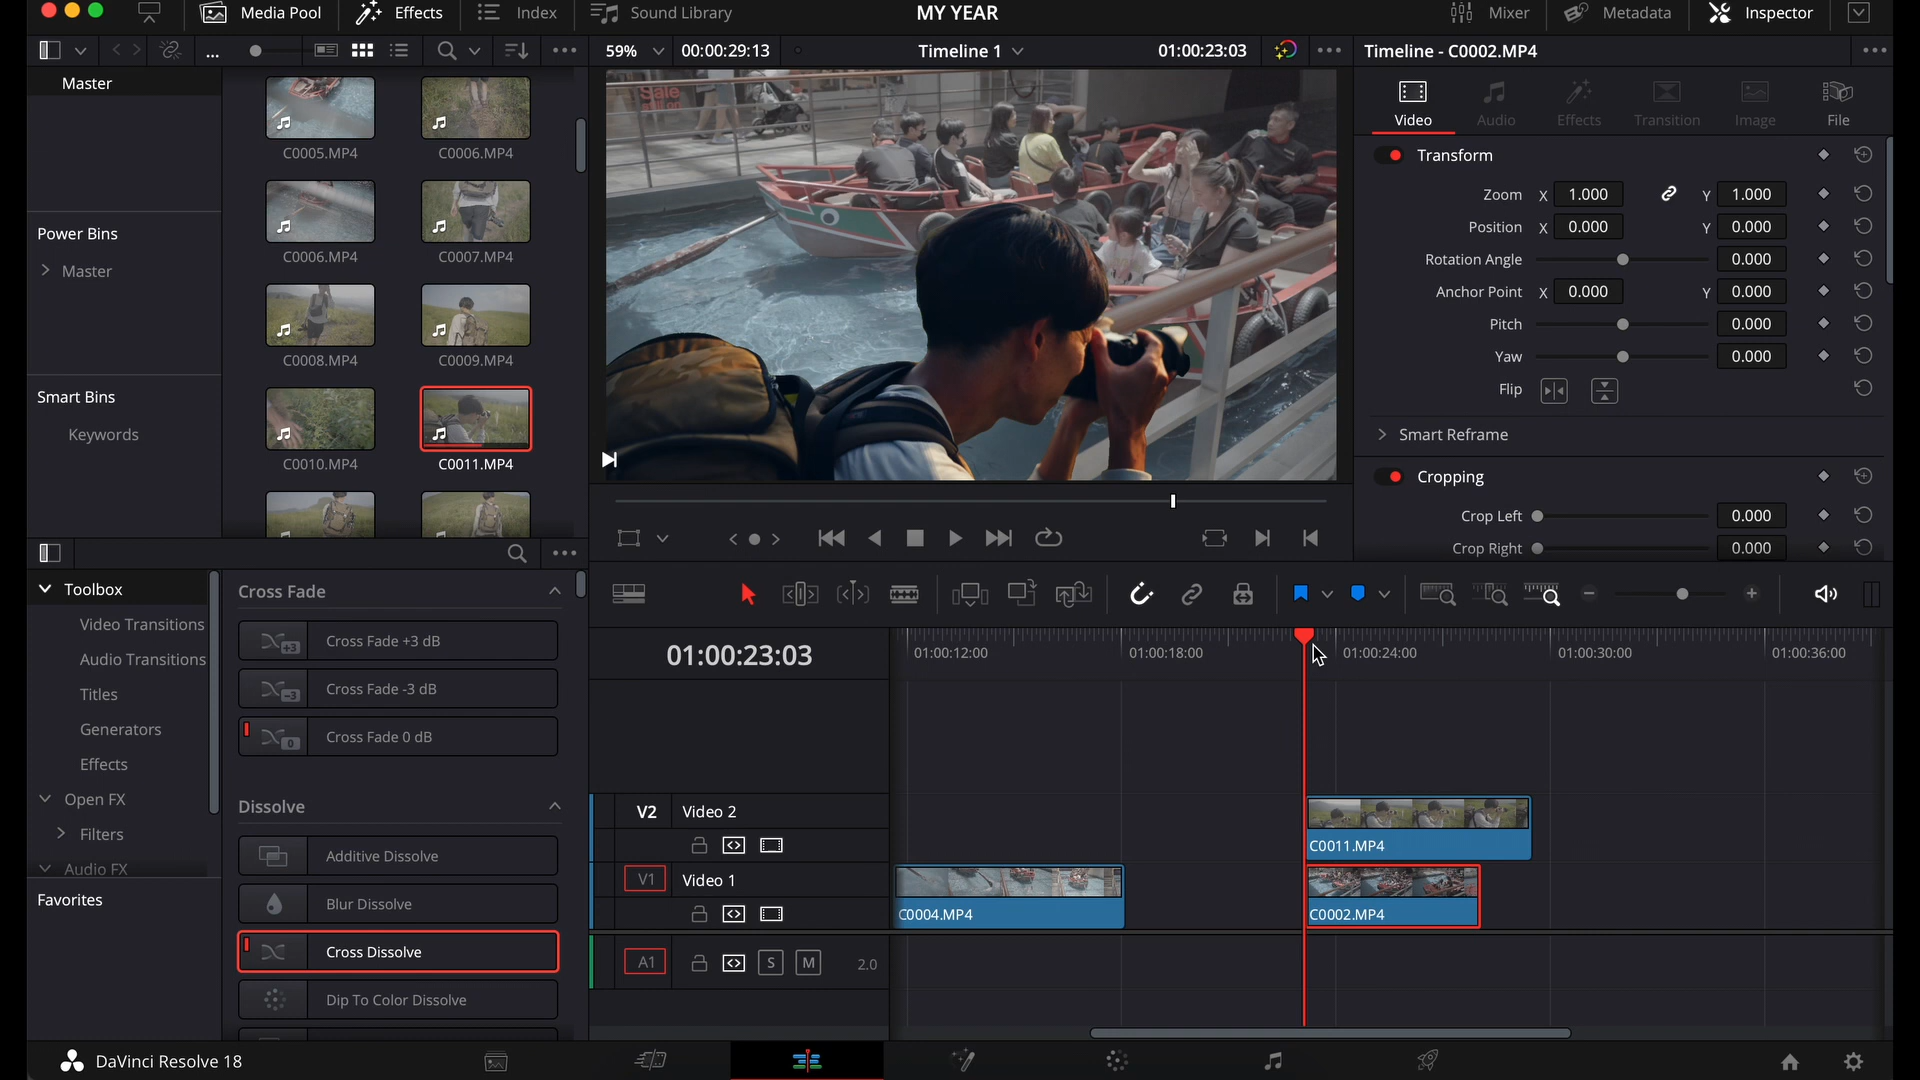 Media Pool
Effects
Index
Sound Library
MY YEAR
Mixer
Metadata
Inspector
...
59%
00:00:29:13
Timeline 1
01:00:23:03
Timeline - C0002.MP4
Master
Power Bins
Master
Smart Bins
Keywords
C0005.MP4
C0006.MP4
C0006.MP4
C0007.MP4
C0008.MP4
C0009.MP4
C0010.MP4
C0011.MP4
Sale
Video
Audio
Effects
Transition
Image
File
Transform
Zoom X 1.000 Y 1.000
Position X 0.000 Y 0.000
Rotation Angle 0.000
Anchor Point X 0.000 Y 0.000
Pitch 0.000
Yaw 0.000
Flip
Smart Reframe
Cropping
Crop Left 0.000
Crop Right 0.000
Toolbox
Video Transitions
Audio Transitions
Titles
Generators
Effects
Open FX
Filters
Audio FX
Favorites
Cross Fade
+3 Cross Fade +3 dB
-3 Cross Fade -3 dB
0 Cross Fade 0 dB
Dissolve
Additive Dissolve
Blur Dissolve
Cross Dissolve
Dip To Color Dissolve
01:00:23:03
01:00:12:00
01:00:18:00
01:00:24:00
01:00:30:00
01:00:36:00
V2 Video 2
C0011.MP4
V1 Video 1
C0004.MP4
C0002.MP4
A1 S M 2.0
DaVinci Resolve 18